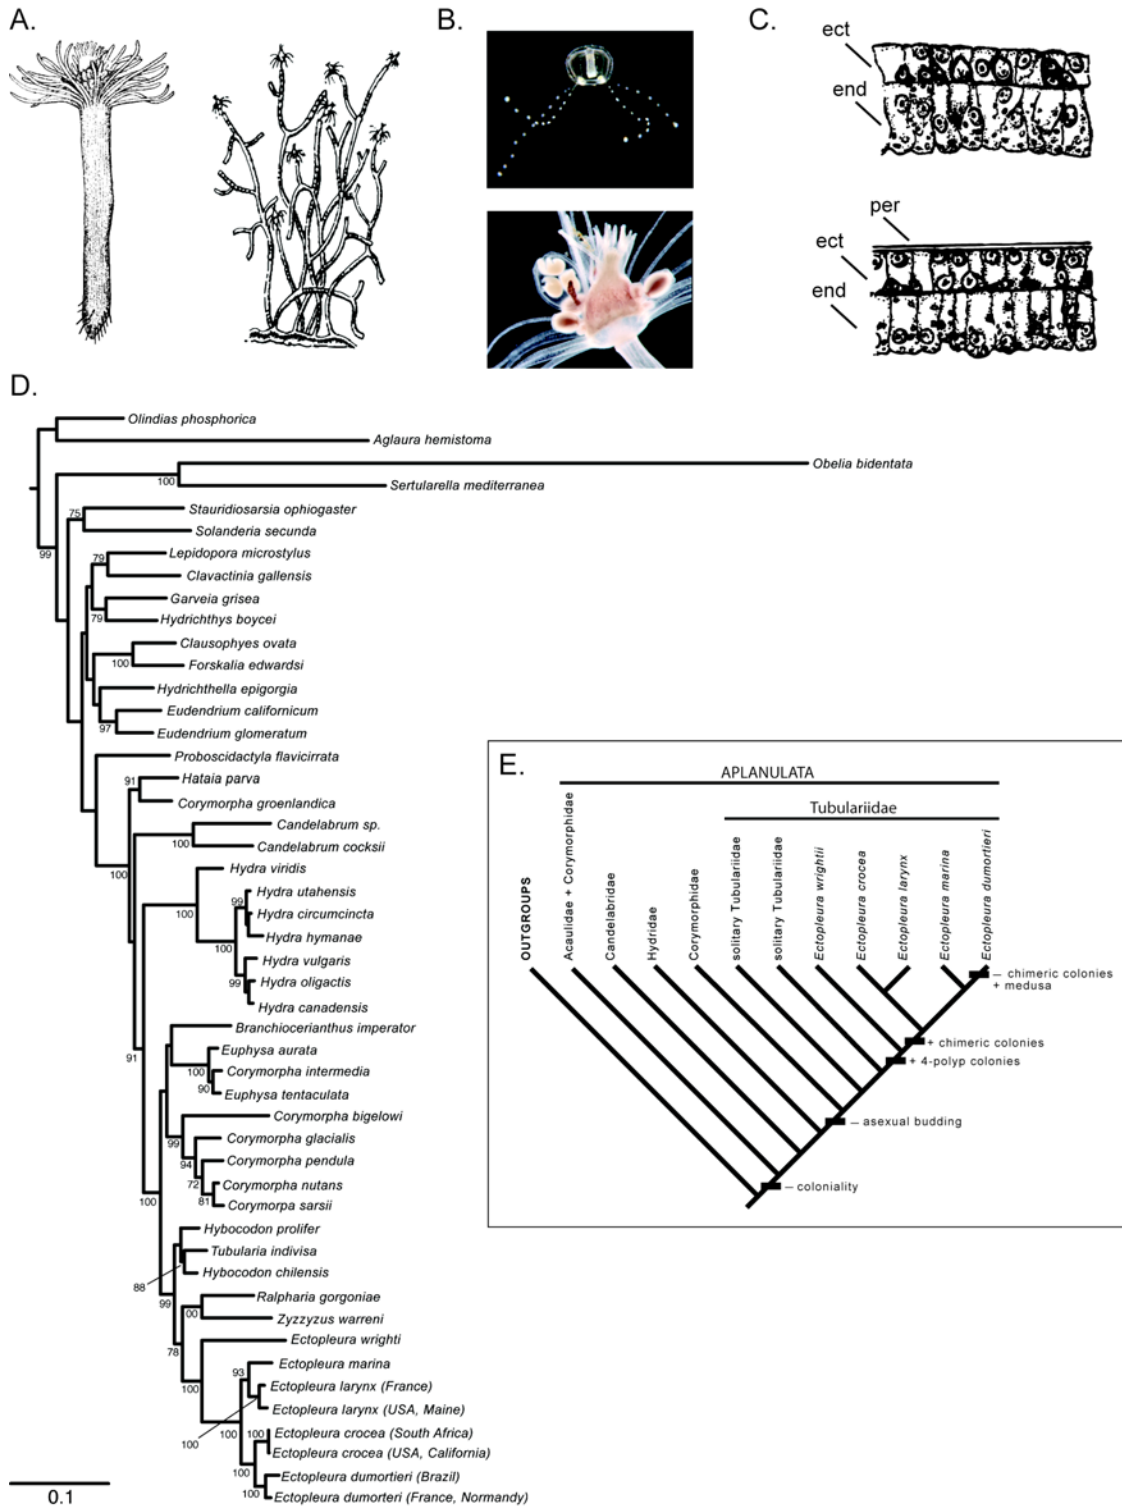 A.
B.
C.
ect
end
per
ect
end
D.
Olindias phosphorica
Aglaura hemistoma
Obelia bidentata
100
Sertularella mediterranea
75
Stauridiosarsia ophiogaster
Solanderia secunda
99
79
Lepidopora microstylus
Clavactinia gallensis
Garveia grisea
79
Hydrichthys boycei
Clausophyes ovata
100
Forskalia edwardsi
Hydrichthella epigorgia
Eudendrium californicum
97
Eudendrium glomeratum
Proboscidactyla flavicirrata
91
Hataia parva
Corymorpha groenlandica
Candelabrum sp.
100
Candelabrum cocksii
100
Hydra viridis
Hydra utahensis
99
Hydra circumcincta
100
Hydra hymanae
100
Hydra vulgaris
99
Hydra oligactis
Hydra canadensis
Branchiocerianthus imperator
91
Euphysa aurata
100
Corymorpha intermedia
90
Euphysa tentaculata
Corymorpha bigelowi
99
Corymorpha glacialis
94
Corymorpha pendula
72
Corymorpha nutans
81
Corymorpa sarsii
100
Hybocodon prolifer
Tubularia indivisa
Hybocodon chilensis
88
99
Ralpharia gorgoniae
00
Zyzzyzus warreni
78
Ectopleura wrighti
Ectopleura marina
93
100
Ectopleura larynx (France)
Ectopleura larynx (USA, Maine)
100
100
100
Ectopleura crocea (South Africa)
Ectopleura crocea (USA, California)
100
Ectopleura dumortieri (Brazil)
100
Ectopleura dumorteri (France, Normandy)
0.1
E.
APLANULATA
Tubulariidae
OUTGROUPS
Acaulidae + Corymorphidae
Candelabridae
Hydridae
Corymorphidae
solitary Tubulariidae
solitary Tubulariidae
Ectopleura wrightii
Ectopleura crocea
Ectopleura larynx
Ectopleura marina
Ectopleura dumortieri
– chimeric colonies
+ medusa
+ chimeric colonies
+ 4-polyp colonies
– asexual budding
– coloniality